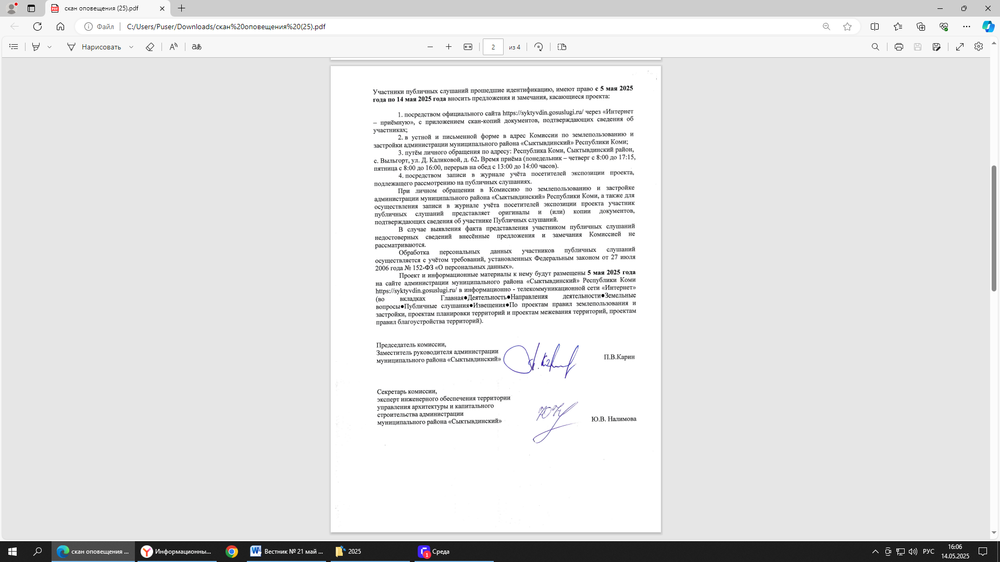 скан оповещения (25).pdf
Файл
C:/Users/Puser/Downloads/скан%20оповещения%20(25).pdf
Нарисовать
2
из 4
Участники публичных слушаний прошедшие идентификацию, имеют право с 5 мая 2025
года по 14 мая 2025 года вносить предложения и замечания, касающиеся проекта:
1. посредством официального сайта https://syktyvdin.gosuslugi.ru/ через «Интернет
– приёмную», с приложением скан-копий документов, подтверждающих сведения об
участниках;
2. в устной и письменной форме в адрес Комиссии по землепользованию и
застройки администрации муниципального района «Сыктывдинский» Республики Коми;
3. путём личного обращения по адресу: Республика Коми, Сыктывдинский район,
с. Выльгорт, ул. Д. Каликовой, д. 62. Время приёма (понедельник – четверг с 8:00 до 17:15,
пятница с 8:00 до 16:00, перерыв на обед с 13:00 до 14:00 часов).
4. посредством записи в журнале учёта посетителей экспозиции проекта,
подлежащего рассмотрению на публичных слушаниях.
При личном обращении в Комиссию по землепользованию и застройке
администрации муниципального района «Сыктывдинский» Республики Коми, а также для
осуществления записи в журнале учёта посетителей экспозиции проекта участник
публичных слушаний представляет оригиналы и (или) копии документов,
подтверждающих сведения об участнике Публичных слушаний.
В случае выявления факта представления участником публичных слушаний
недостоверных сведений внесённые предложения и замечания Комиссией не
рассматриваются.
Обработка персональных данных участников публичных слушаний
осуществляется с учётом требований, установленных Федеральным законом от 27 июля
2006 года № 152-ФЗ «О персональных данных».
Проект и информационные материалы к нему будут размещены 5 мая 2025 года
на сайте администрации муниципального района «Сыктывдинский» Республики Коми
https://syktyvdin.gosuslugi.ru/ в информационно - телекоммуникационной сети «Интернет»
(во вкладках Главная●Деятельность●Направления деятельности●Земельные
вопросы●Публичные слушания●Извещения●По проектам правил землепользования и
застройки, проектам планировки территорий и проектам межевания территорий, проектам
правил благоустройства территорий).
Председатель комиссии,
Заместитель руководителя администрации
муниципального района «Сыктывдинский»
П.В.Карин
Секретарь комиссии,
эксперт инженерного обеспечения территории
управления архитектуры и капитального
строительства администрации
муниципального района «Сыктывдинский»
Ю.В. Налимова
скан оповещения ...
Информационны...
Вестник № 21 май ...
2025
Среда
1
РУС
16:06
14.05.2025